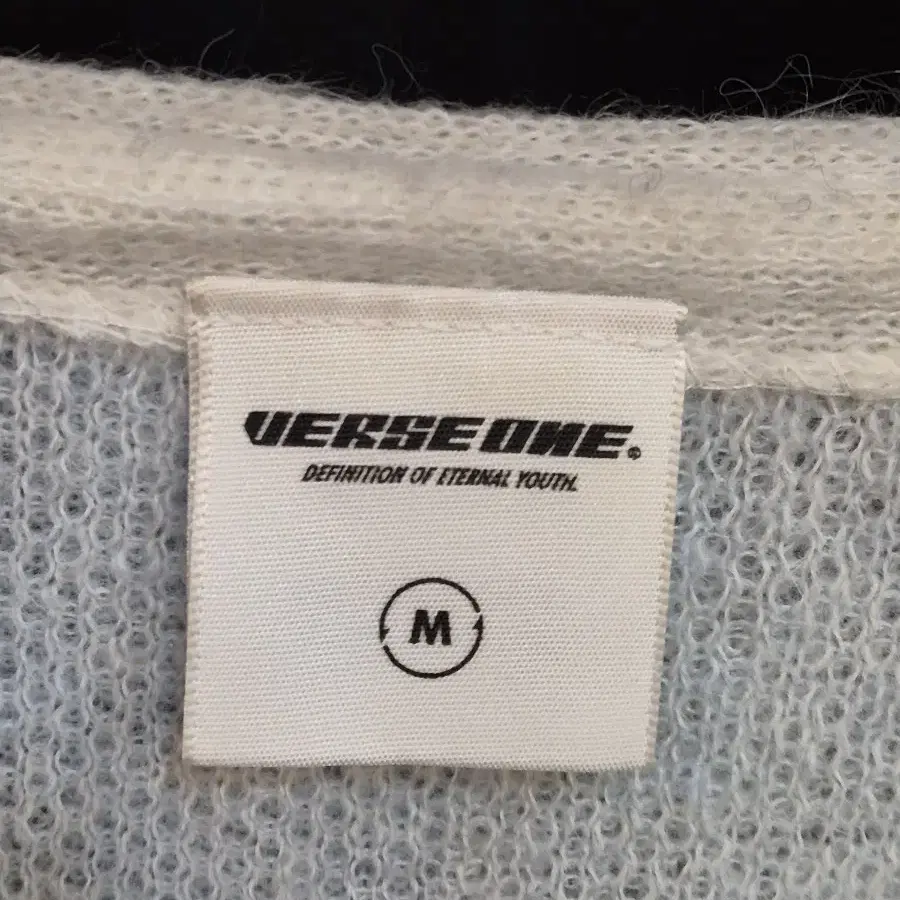 VERSE ONE.®
DEFINITION OF ETERNAL YOUTH.
M